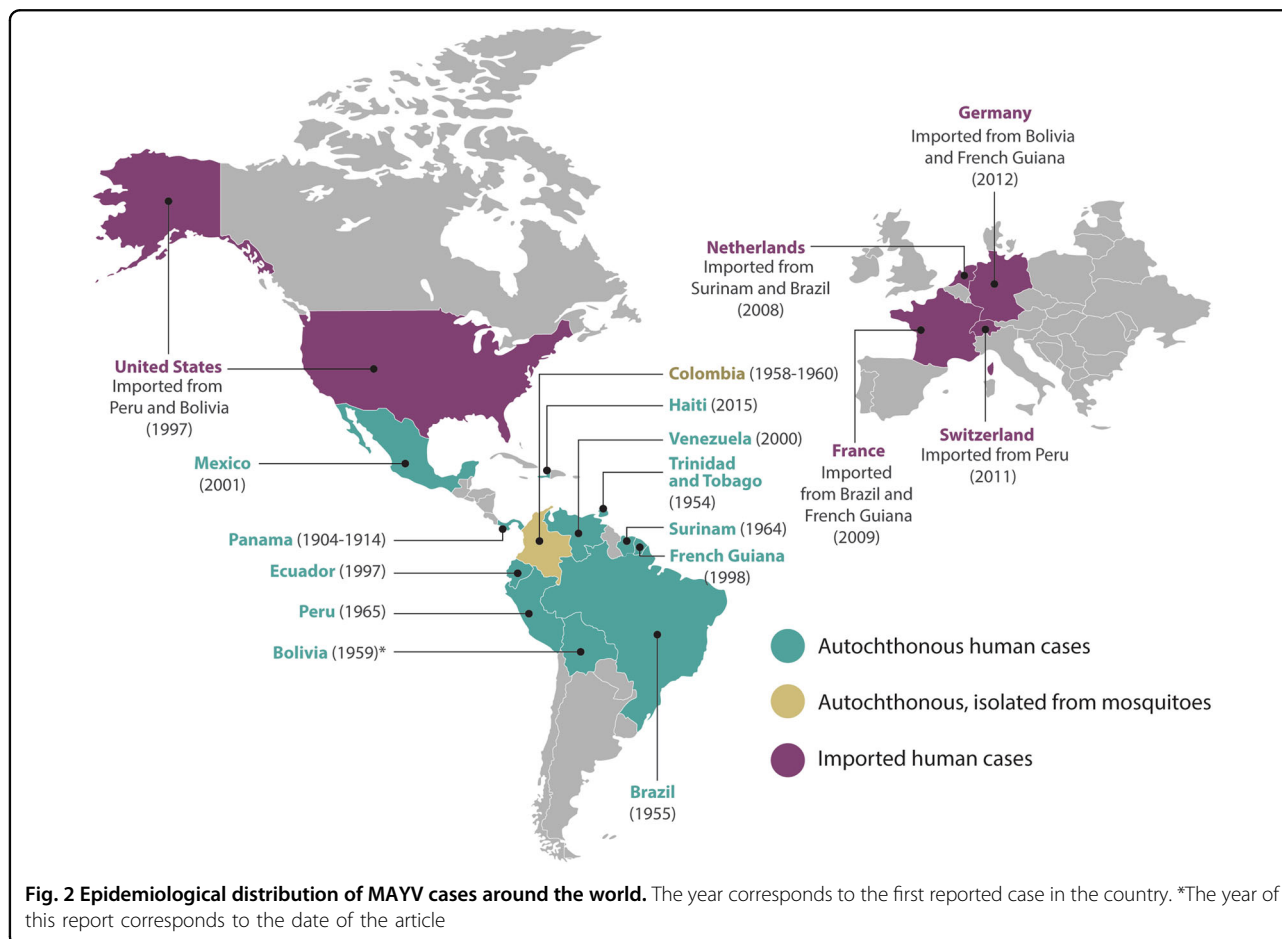 Germany
Imported from Bolivia
and French Guiana
(2012)
Netherlands
Imported from
Surinam and Brazil
(2008)
United States
Imported from
Peru and Bolivia
(1997)
Colombia (1958-1960)
Haiti (2015)
Venezuela (2000)
Trinidad
and Tobago
(1954)
Surinam (1964)
French Guiana
(1998)
France
Imported
from Brazil and
French Guiana
(2009)
Switzerland
Imported from Peru
(2011)
Mexico
(2001)
Panama (1904-1914)
Ecuador (1997)
Peru (1965)
Bolivia (1959)*
Brazil
(1955)
Autochthonous human cases
Autochthonous, isolated from mosquitoes
Imported human cases
Fig. 2 Epidemiological distribution of MAYV cases around the world. The year corresponds to the first reported case in the country. *The year of
this report corresponds to the date of the article